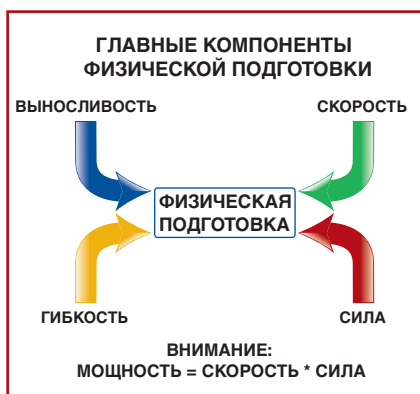 ГЛАВНЫЕ КОМПОНЕНТЫ
ФИЗИЧЕСКОЙ ПОДГОТОВКИ
ВЫНОСЛИВОСТЬ
СКОРОСТЬ
ФИЗИЧЕСКАЯ
ПОДГОТОВКА
ГИБКОСТЬ
СИЛА
ВНИМАНИЕ:
МОЩНОСТЬ = СКОРОСТЬ * СИЛА